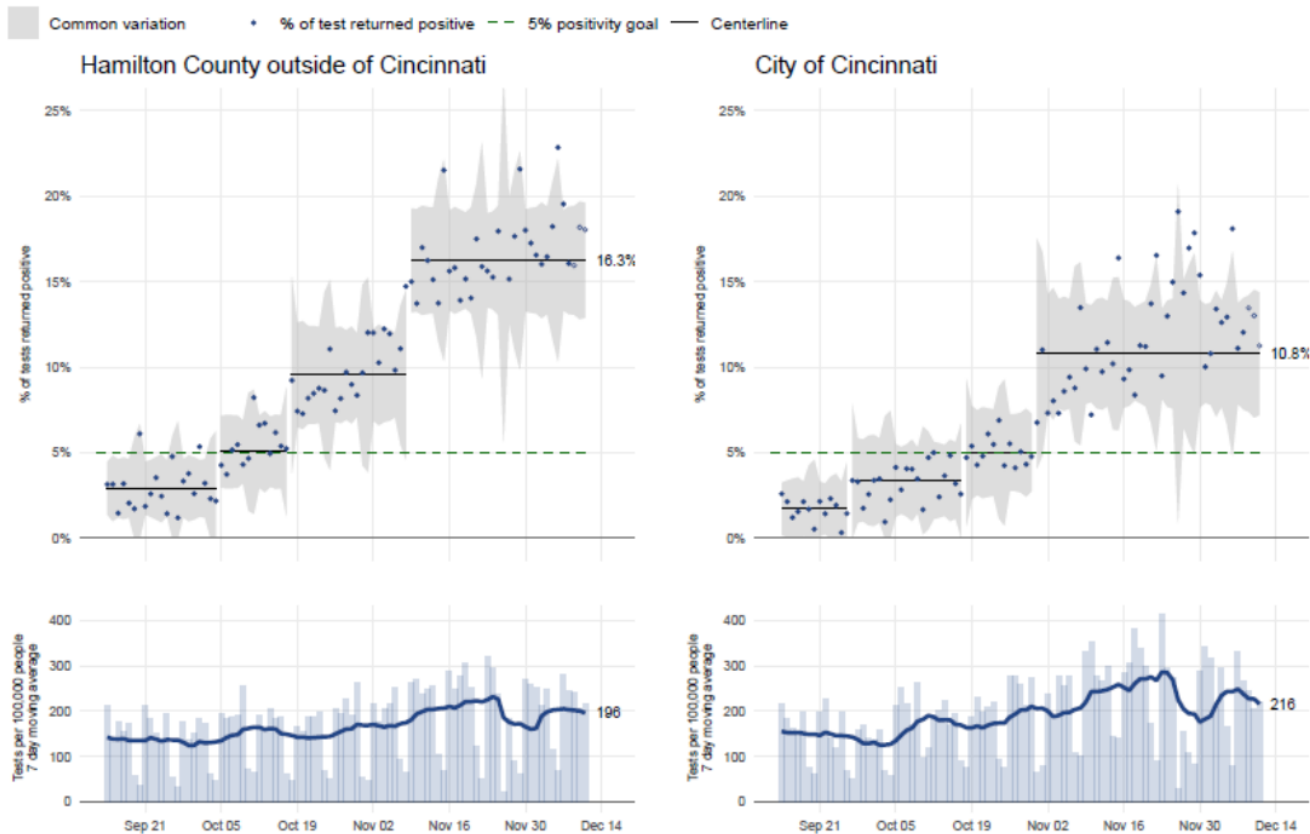 Common variation % of test returned positive 5% positivity goal Centerline
Hamilton County outside of Cincinnati
% of tests returned positive
25%
20%
15%
10%
5%
0%
16.3%
Tests per 100,000 people
7 day moving average
400
300
200
100
0
196
Sep 21 Oct 05 Oct 19 Nov 02 Nov 16 Nov 30 Dec 14
City of Cincinnati
% of tests returned positive
25%
20%
15%
10%
5%
0%
10.8%
Tests per 100,000 people
7 day moving average
400
300
200
100
0
216
Sep 21 Oct 05 Oct 19 Nov 02 Nov 16 Nov 30 Dec 14